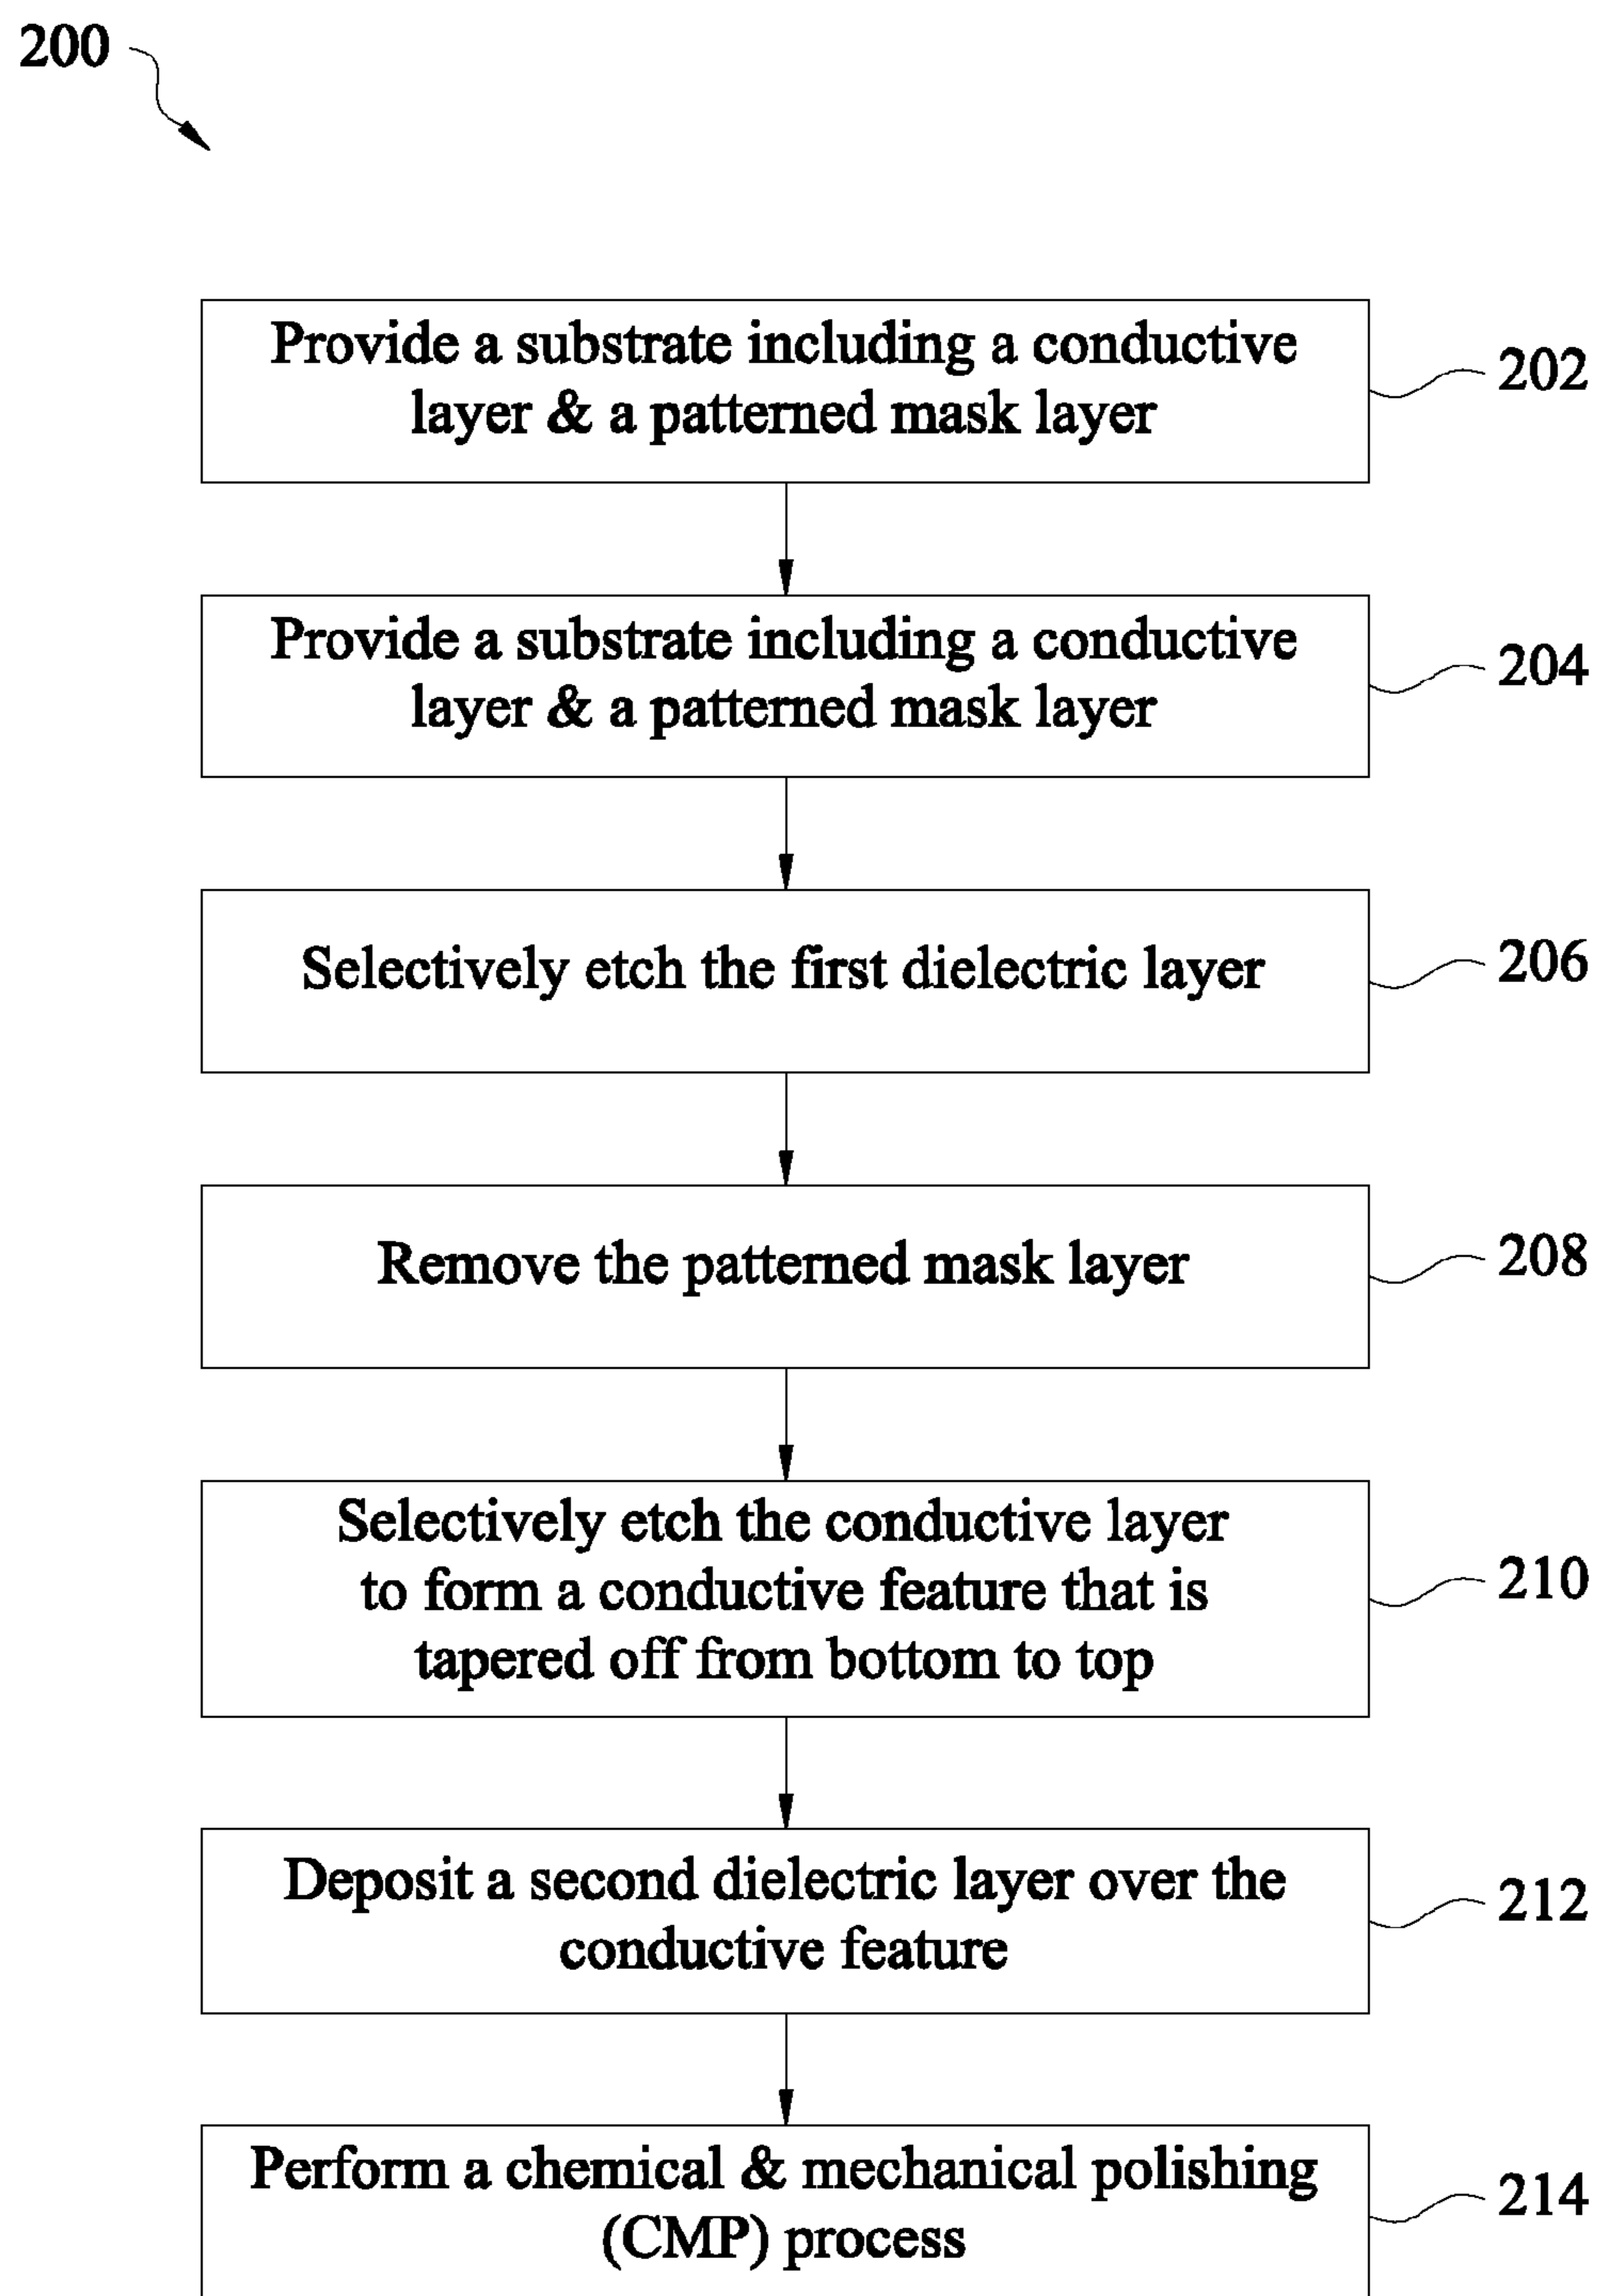 200
Provide a substrate including a conductive
layer & a patterned mask layer
202
Provide a substrate including a conductive
layer & a patterned mask layer
204
Selectively etch the first dielectric layer
206
Remove the patterned mask layer
208
Selectively etch the conductive layer
to form a conductive feature that is
tapered off from bottom to top
210
Deposit a second dielectric layer over the
conductive feature
212
Perform a chemical & mechanical polishing
(CMP) process
214